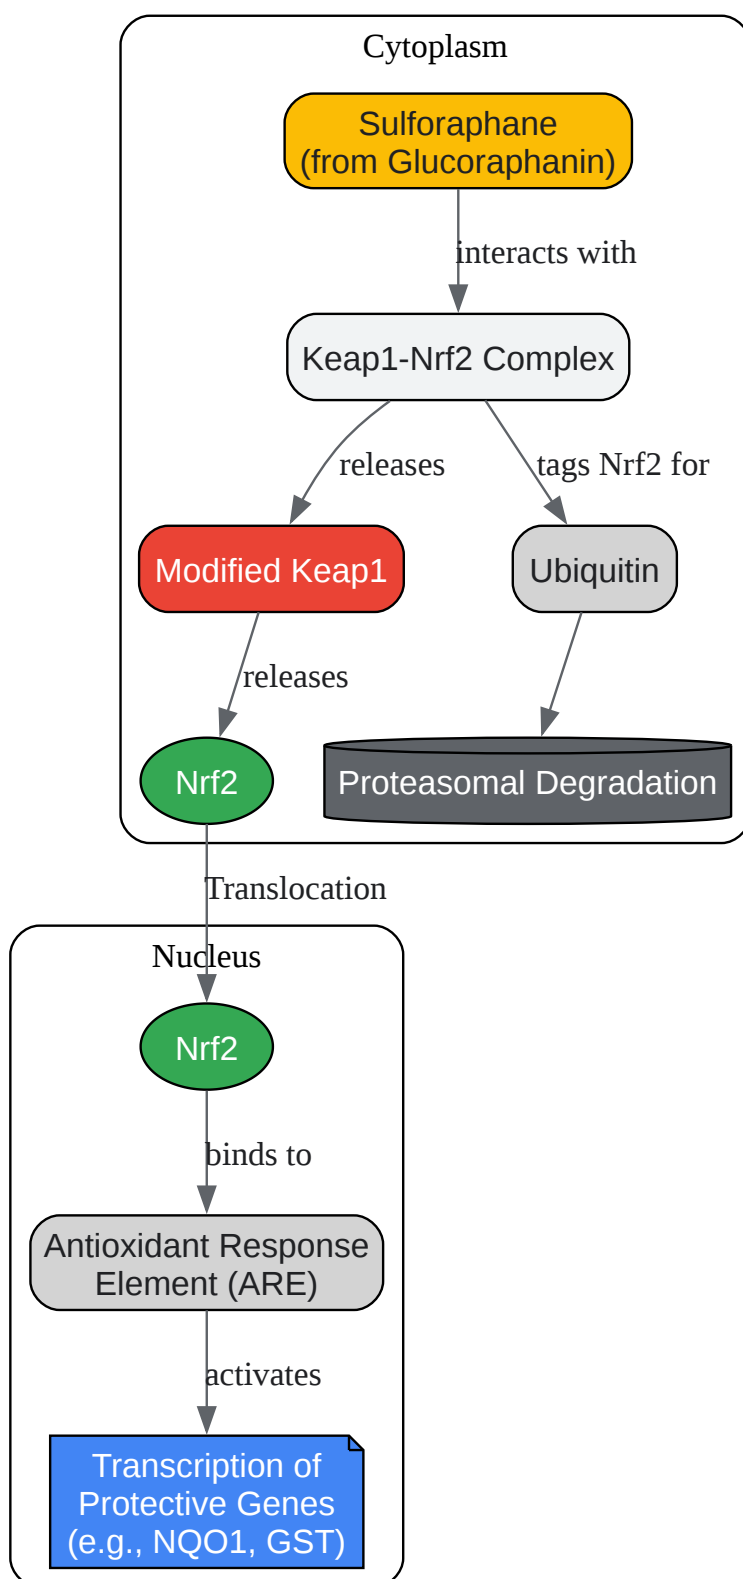 Cytoplasm
Sulforaphane
(from Glucoraphanin)
interacts with
Keap1-Nrf2 Complex
releases
tags Nrf2 for
Modified Keap1
Ubiquitin
releases
Nrf2
Proteasomal Degradation
Translocation
Nucleus
Nrf2
binds to
Antioxidant Response
Element (ARE)
activates
Transcription of
Protective Genes
(e.g., NQO1, GST)